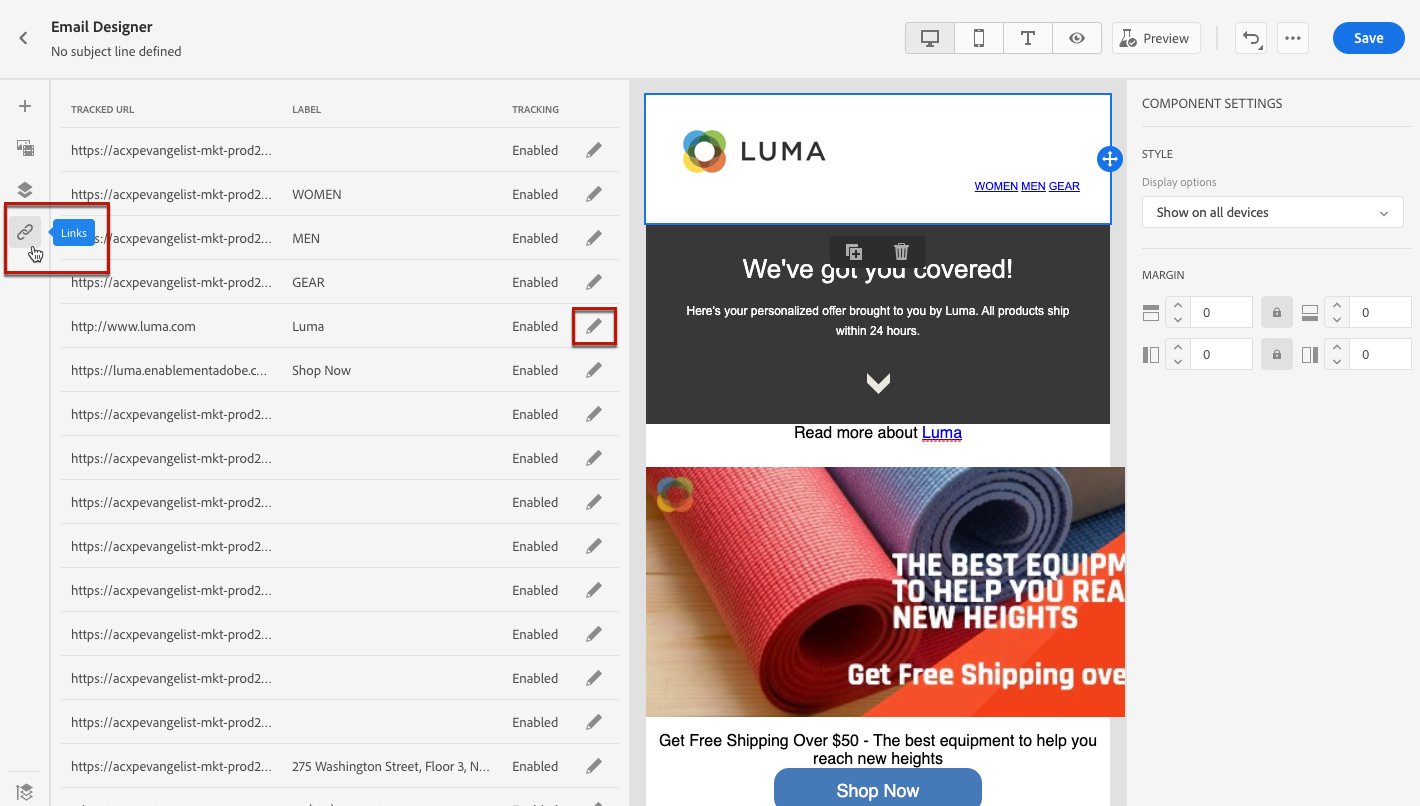 Email Designer
No subject line defined
Preview
Save
TRACKED URL LABEL TRACKING
https://acxpevangelist-mkt-prod2... Enabled
https://acxpevangelist-mkt-prod2... WOMEN Enabled
Links
s://acxpevangelist-mkt-prod2... MEN Enabled
https://acxpevangelist-mkt-prod2... GEAR Enabled
http://www.luma.com Luma Enabled
https://luma.enablementadobe.c... Shop Now Enabled
https://acxpevangelist-mkt-prod2... Enabled
https://acxpevangelist-mkt-prod2... Enabled
https://acxpevangelist-mkt-prod2... Enabled
https://acxpevangelist-mkt-prod2... Enabled
https://acxpevangelist-mkt-prod2... Enabled
https://acxpevangelist-mkt-prod2... Enabled
https://acxpevangelist-mkt-prod2... Enabled
https://acxpevangelist-mkt-prod2... Enabled
https://acxpevangelist-mkt-prod2... 275 Washington Street, Floor 3, N... Enabled
LUMA
WOMEN MEN GEAR
We've got you covered!
Here's your personalized offer brought to you by Luma. All products ship
within 24 hours.
Read more about Luma
THE BEST EQUIPM
TO HELP YOU REA
NEW HEIGHTS
Get Free Shipping ove
Get Free Shipping Over $50 - The best equipment to help you
reach new heights
Shop Now
COMPONENT SETTINGS
STYLE
Display options
Show on all devices
MARGIN
0 0
0 0